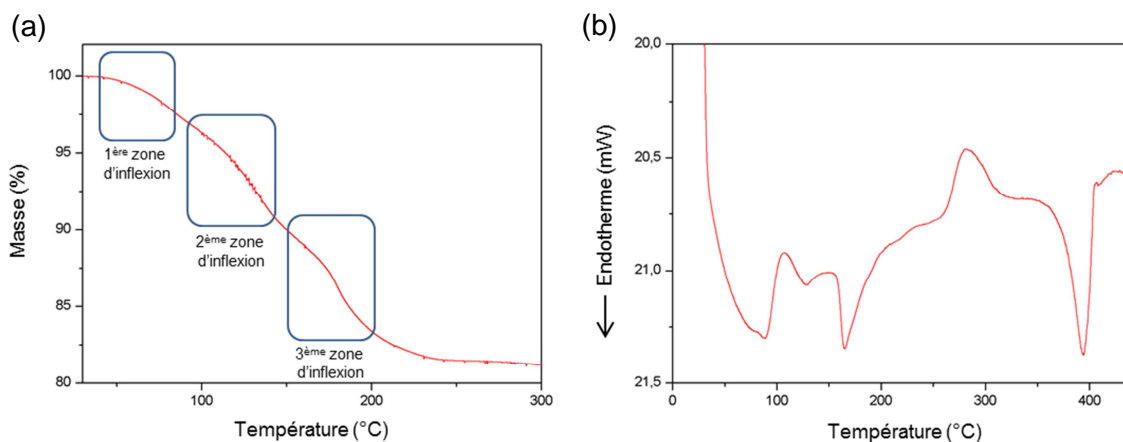 (a)
100
95
90
85
80
Masse (%)
1ère zone
d'inflexion
2ème zone
d'inflexion
3ème zone
d'inflexion
100
200
300
Température (°C)
(b)
20,0
20,5
21,0
21,5
← Endotherme (mW)
0
100
200
300
400
Température (°C)